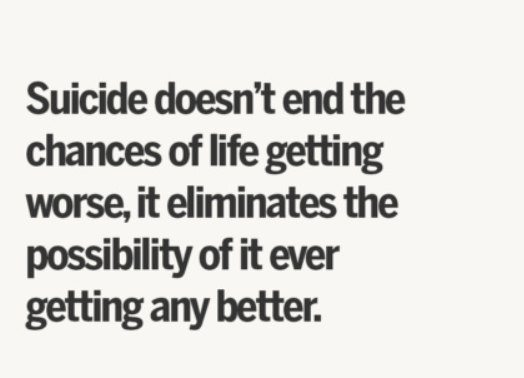 Suicide doesn’t end the
chances of life getting
worse, it eliminates the
possibility of it ever
getting any better.